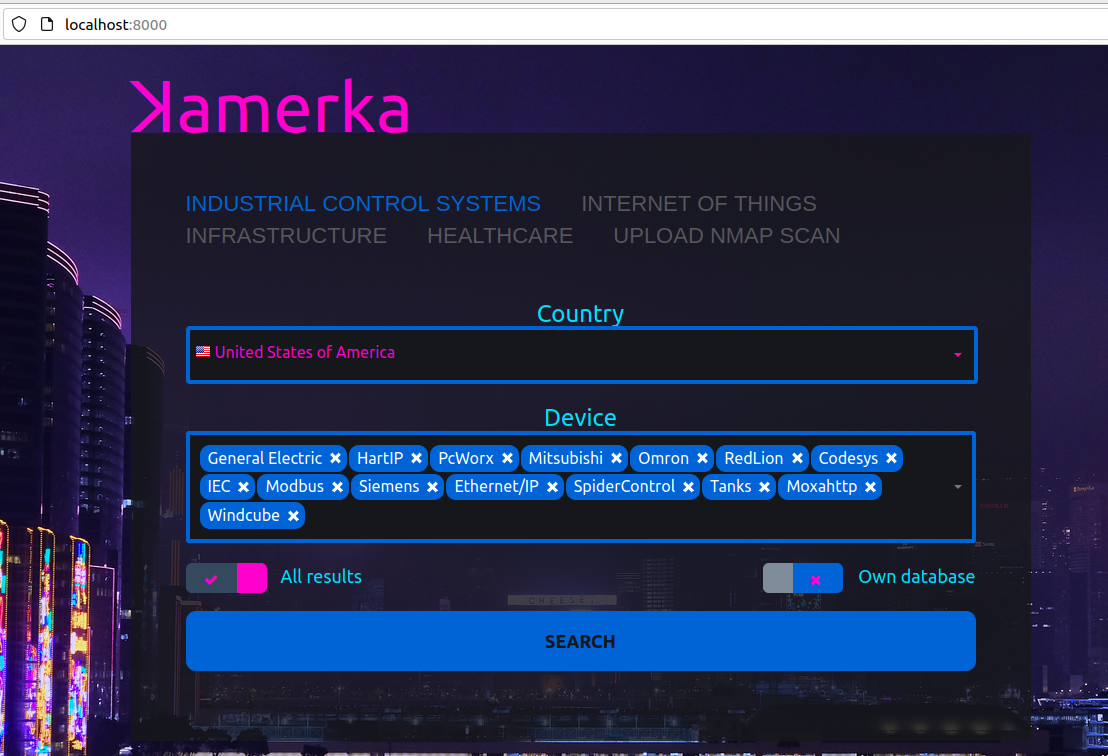 localhost:8000
Kamerka
INDUSTRIAL CONTROL SYSTEMS INTERNET OF THINGS
INFRASTRUCTURE HEALTHCARE UPLOAD NMAP SCAN
Country
United States of America
Device
General Electric HartIP PcWorx Mitsubishi Omron RedLion Codesys
IEC Modbus Siemens Ethernet/IP SpiderControl Tanks Moxahttp
Windcube
All results Own database
CHEESE!
SEARCH